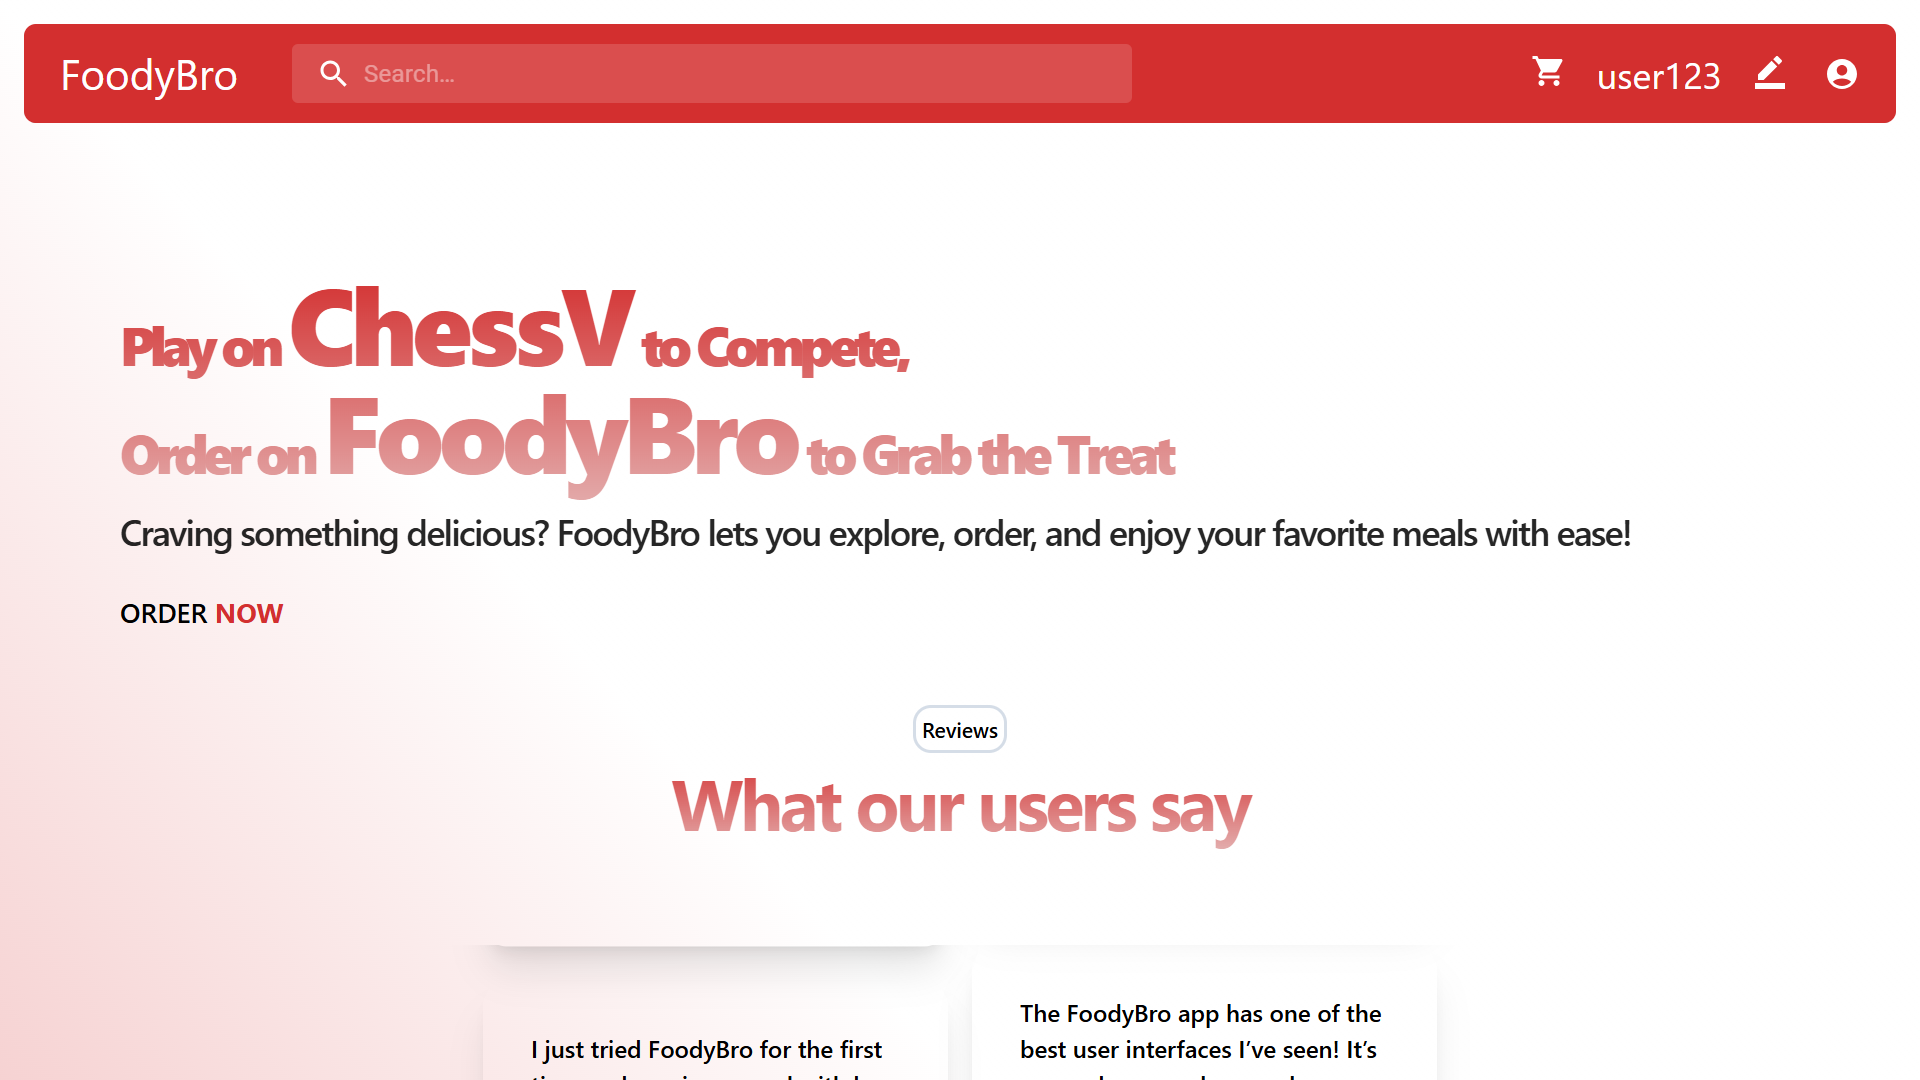 FoodyBro
Search…
user123
Play on ChessV to Compete,
Order on FoodyBro to Grab the Treat
Craving something delicious? FoodyBro lets you explore, order, and enjoy your favorite meals with ease!
ORDER NOW
Reviews
What our users say
I just tried FoodyBro for the first
The FoodyBro app has one of the
best user interfaces I’ve seen! It’s